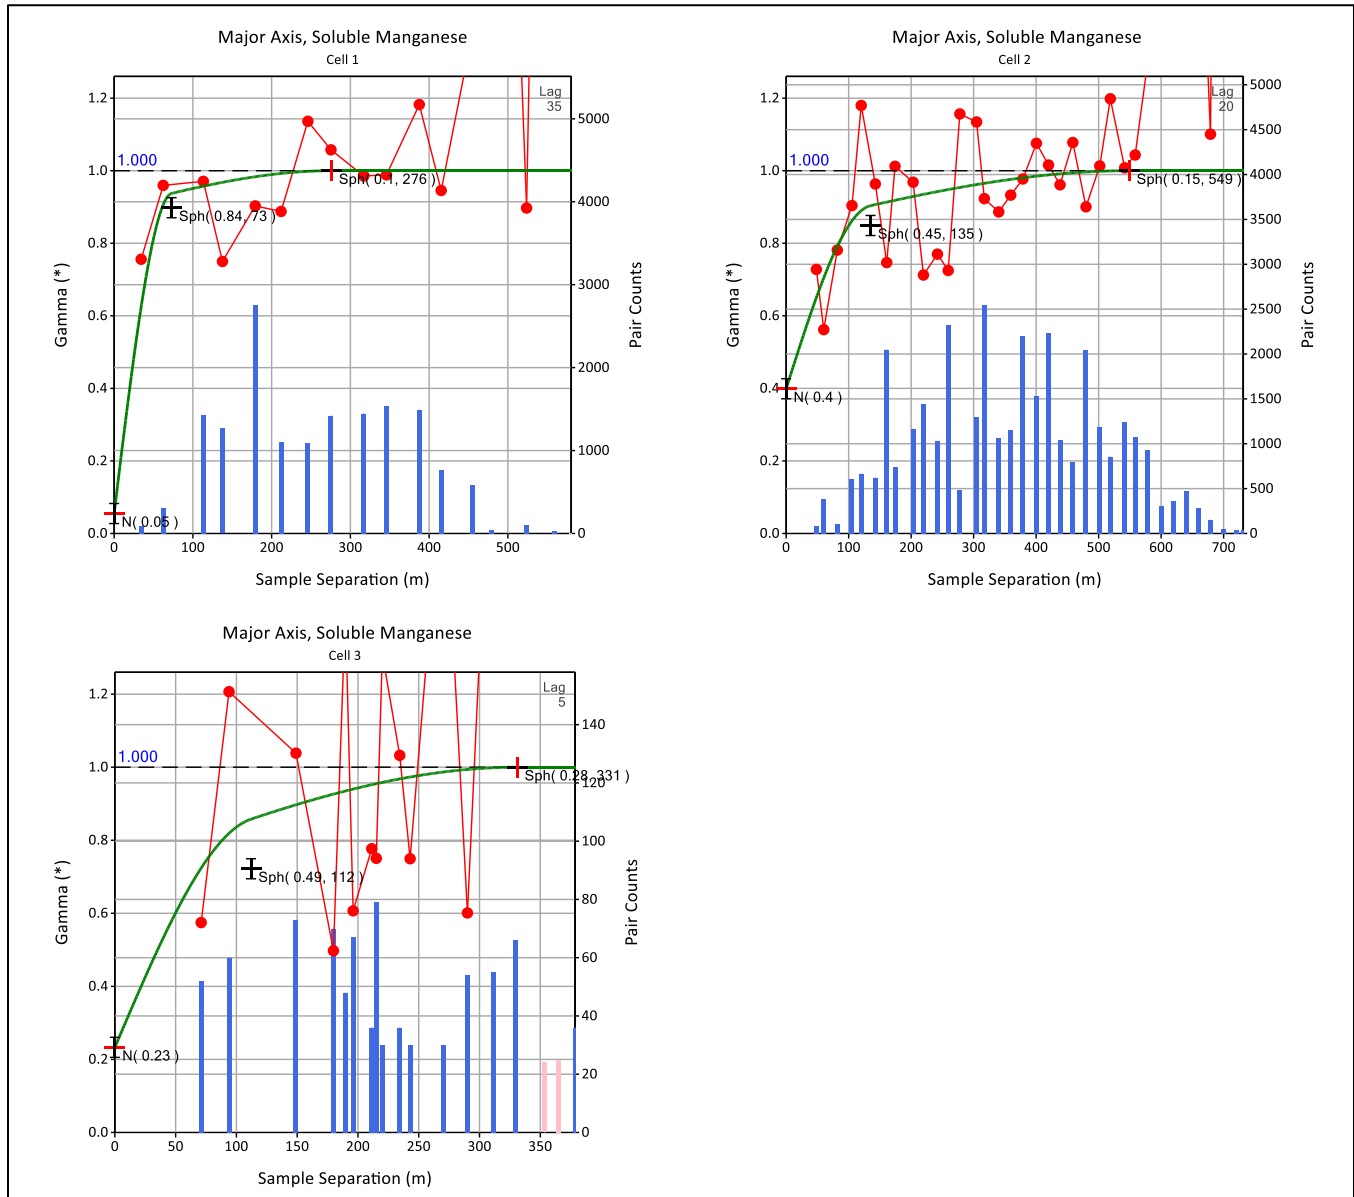 Major Axis, Soluble Manganese
Cell 1
Lag
35
1.000
Sph( 0.1, 276 )
Sph( 0.84, 73 )
N( 0.05 )
1.2
1.0
0.8
0.6
0.4
0.2
0.0
Gamma (*)
0 100 200 300 400 500
Sample Separation (m)
5000
4000
3000
2000
1000
0
Pair Counts
Major Axis, Soluble Manganese
Cell 2
Lag
20
1.000
Sph( 0.15, 549 )
Sph( 0.45, 135 )
N( 0.4 )
1.2
1.0
0.8
0.6
0.4
0.2
0.0
Gamma (*)
0 100 200 300 400 500 600 700
Sample Separation (m)
5000
4500
4000
3500
3000
2500
2000
1500
1000
500
0
Pair Counts
Major Axis, Soluble Manganese
Cell 3
Lag
5
1.000
Sph( 0.28, 331 )
Sph( 0.49, 112 )
N( 0.23 )
1.2
1.0
0.8
0.6
0.4
0.2
0.0
Gamma (*)
0 50 100 150 200 250 300 350
Sample Separation (m)
140
120
100
80
60
40
20
0
Pair Counts